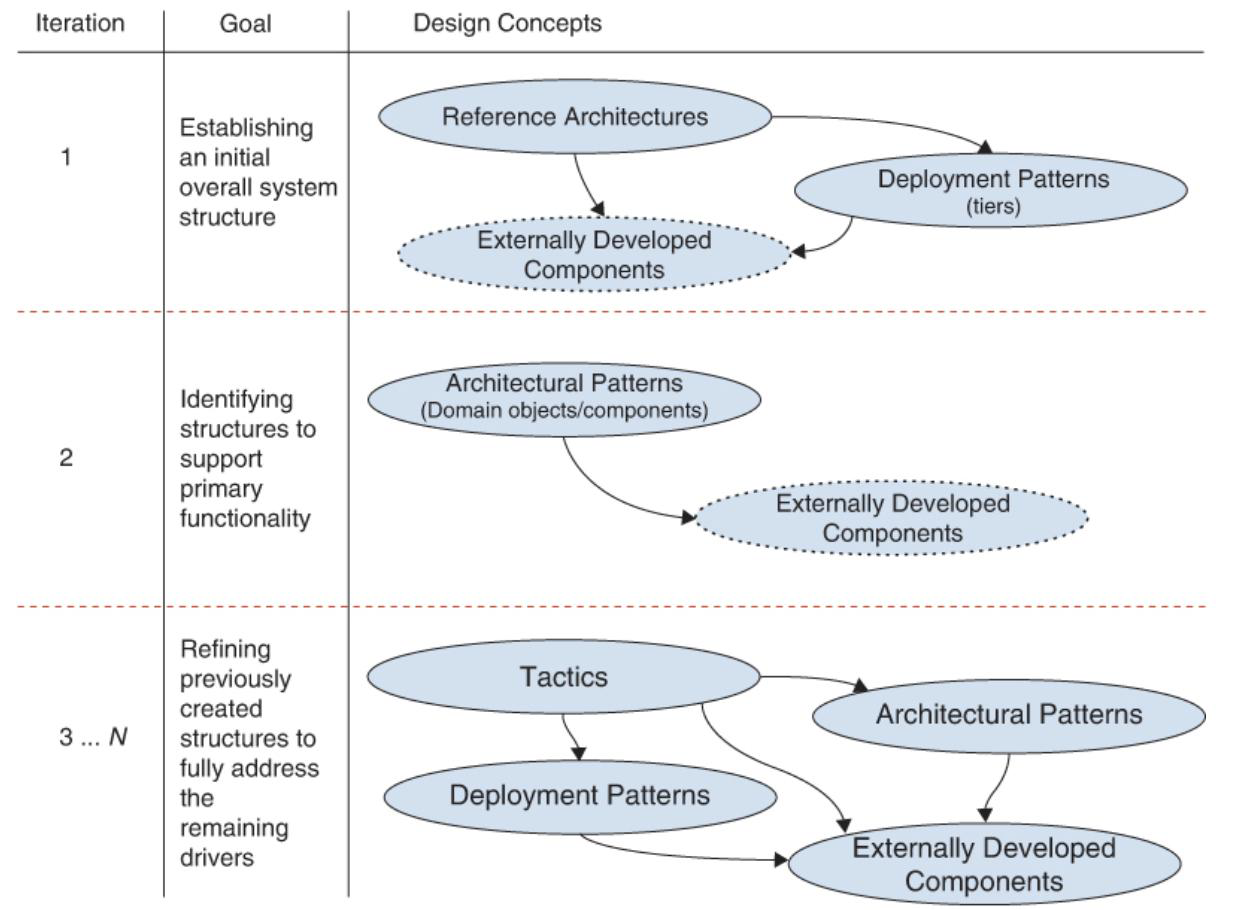 Iteration
Goal
Design Concepts
1
Establishing
an initial
overall system
structure
Reference Architectures
Deployment Patterns
(tiers)
Externally Developed
Components
2
Identifying
structures to
support
primary
functionality
Architectural Patterns
(Domain objects/components)
Externally Developed
Components
3 ... N
Refining
previously
created
structures to
fully address
the
remaining
drivers
Tactics
Architectural Patterns
Deployment Patterns
Externally Developed
Components